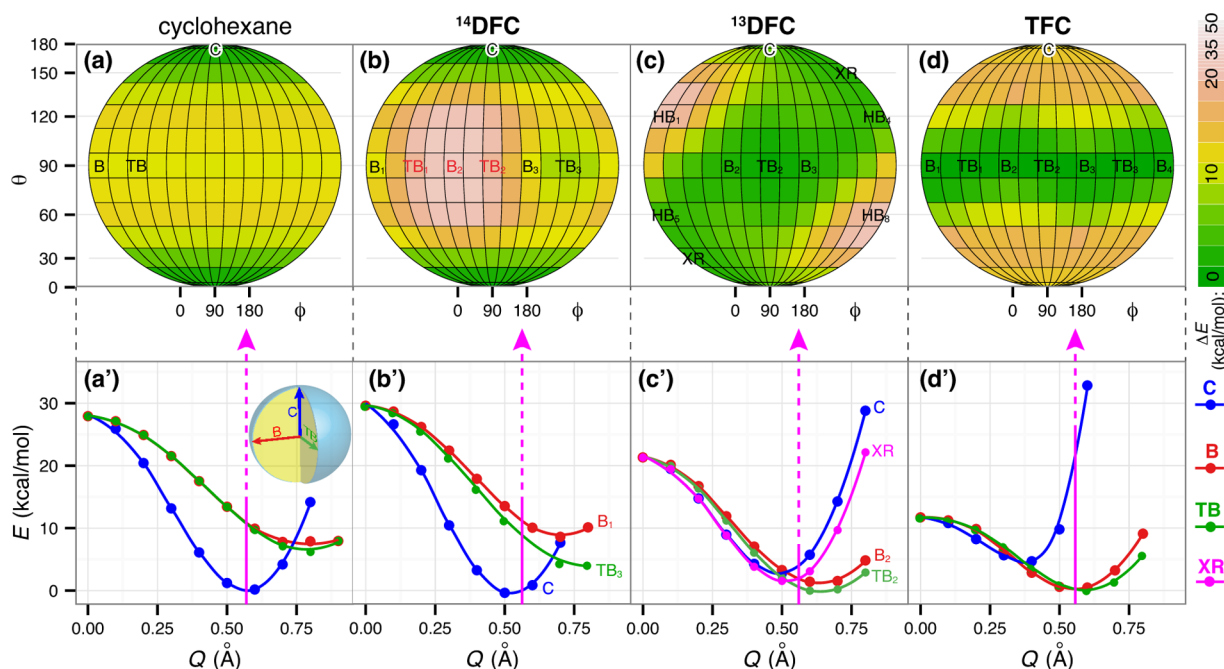 cyclohexane ¹⁴DFC ¹³DFC TFC
(a) (b) (c) (d)
C C C C
180
150
120
90
60
30
0
θ
B TB
B₁ TB₁ B₂ TB₂ B₃ TB₃
XR
HB₁ HB₄
B₂ TB₂ B₃
HB₅ HB₈
XR
B₁ TB₁ B₂ TB₂ B₃ TB₃ B₄
0 10 20 35 50
ΔE (kcal/mol):
0 90 180 ϕ 0 90 180 ϕ 0 90 180 ϕ 0 90 180 ϕ
(a') (b') (c') (d')
E (kcal/mol)
30
20
10
0
C
B
TB
B₁
TB₃
C
C
XR
B₂
TB₂
C
B
TB
XR
0.00 0.25 0.50 0.75 0.00 0.25 0.50 0.75 0.00 0.25 0.50 0.75 0.00 0.25 0.50 0.75
Q (Å) Q (Å) Q (Å) Q (Å)